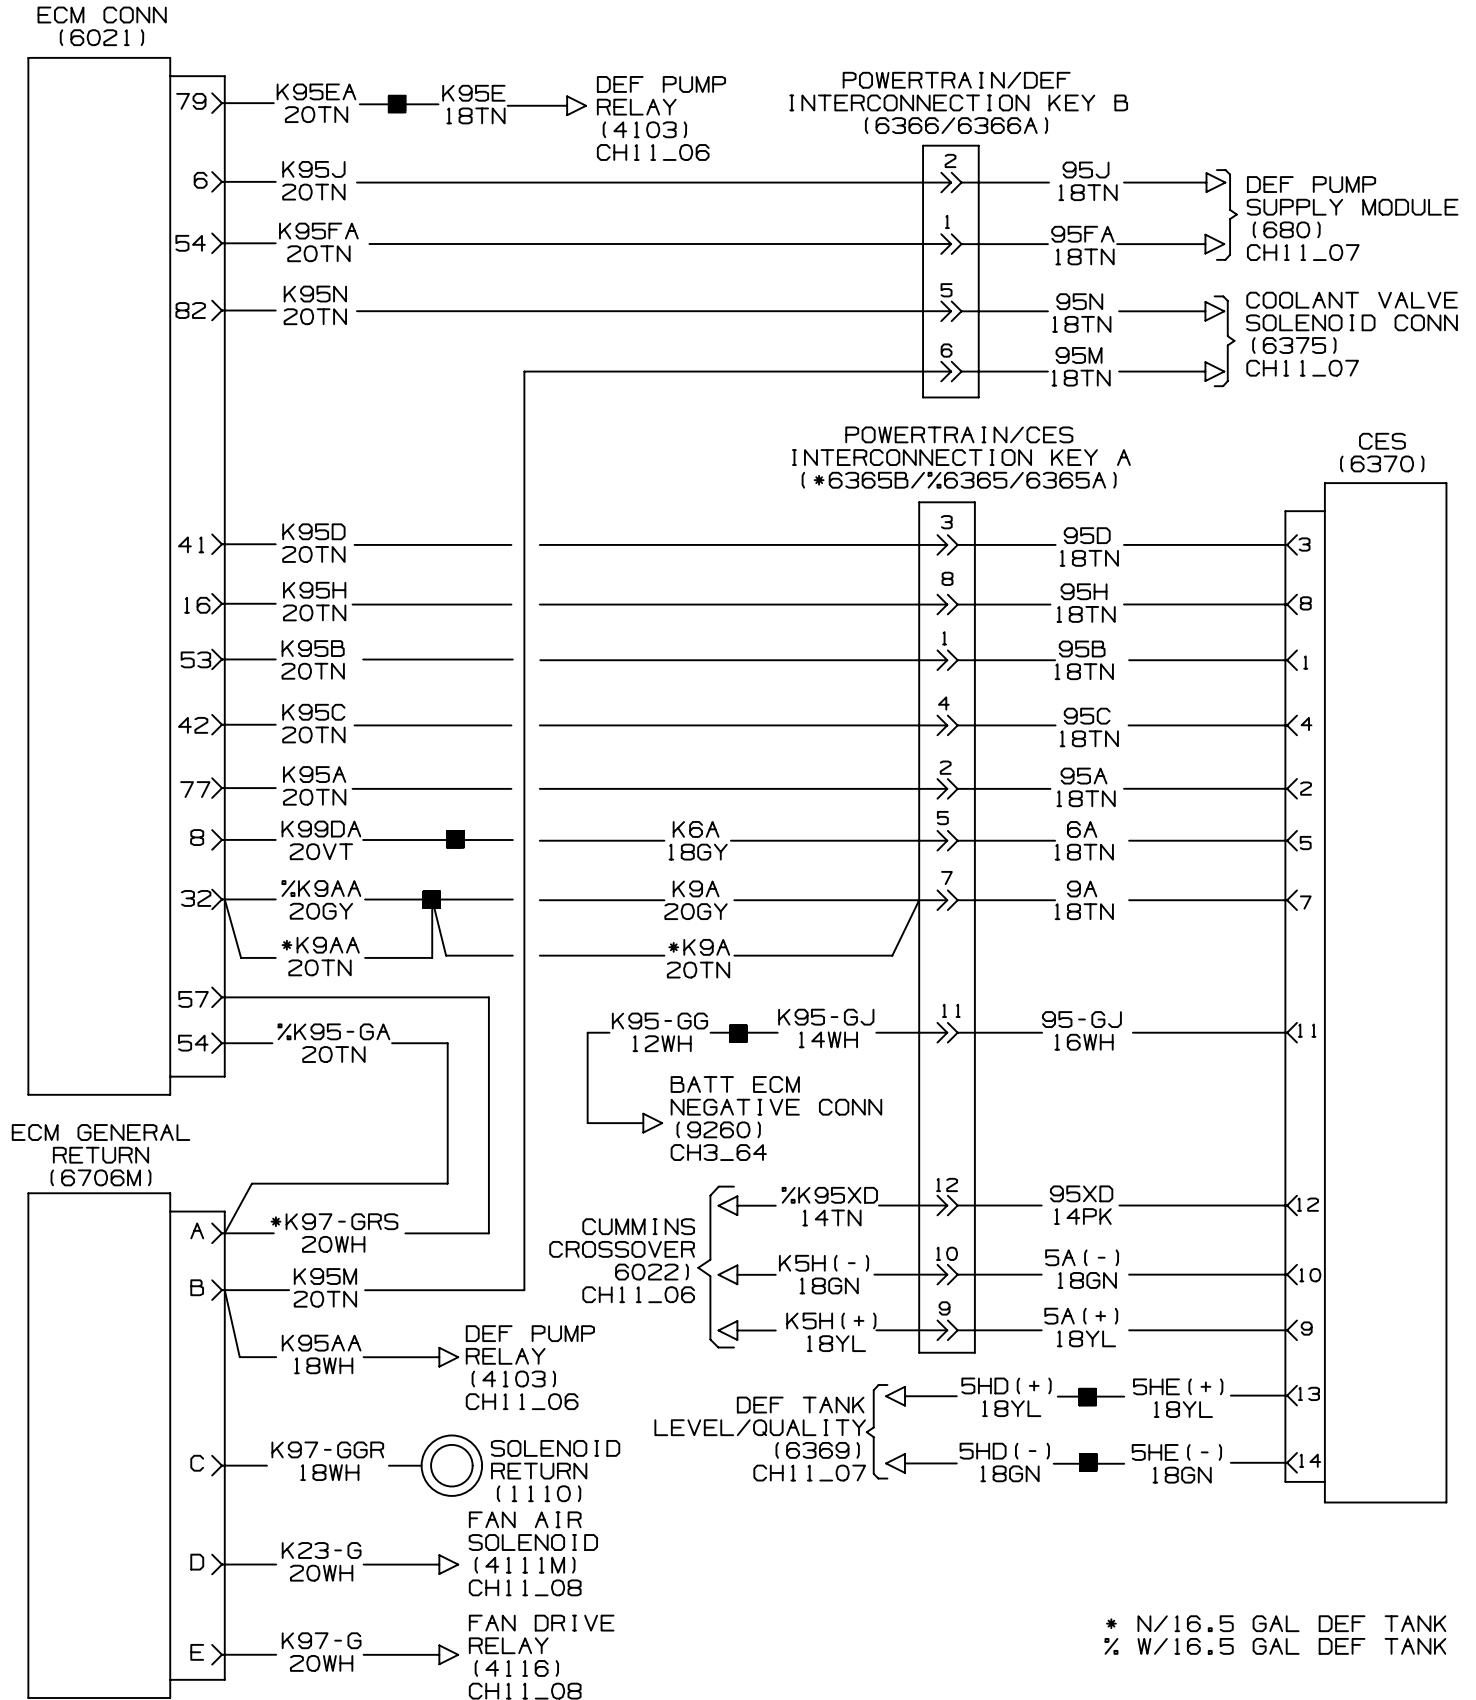 ECM CONN
(6021)
79
K95EA
20TN
K95E
18TN
DEF PUMP
RELAY
(4103)
CH11_06
POWERTRAIN/DEF
INTERCONNECTION KEY B
(6366/6366A)
6
K95J
20TN
2
95J
18TN
54
K95FA
20TN
1
95FA
18TN
DEF PUMP
SUPPLY MODULE
(680)
CH11_07
82
K95N
20TN
5
95N
18TN
6
95M
18TN
COOLANT VALVE
SOLENOID CONN
(6375)
CH11_07
POWERTRAIN/CES
INTERCONNECTION KEY A
(*6365B/%6365/6365A)
CES
(6370)
41
K95D
20TN
3
95D
18TN
3
16
K95H
20TN
8
95H
18TN
8
53
K95B
20TN
1
95B
18TN
1
42
K95C
20TN
4
95C
18TN
4
77
K95A
20TN
2
95A
18TN
2
8
K99DA
20VT
K6A
18GY
5
6A
18TN
5
32
%K9AA
20GY
K9A
20GY
7
9A
18TN
7
*K9AA
20TN
*K9A
20TN
57
54
%K95-GA
20TN
K95-GG
12WH
K95-GJ
14WH
11
95-GJ
16WH
11
BATT ECM
NEGATIVE CONN
(9260)
CH3_64
ECM GENERAL
RETURN
(6706M)
A
*K97-GRS
20WH
B
K95M
20TN
K95AA
18WH
DEF PUMP
RELAY
(4103)
CH11_06
CUMMINS
CROSSOVER
6022)
CH11_06
%K95XD
14TN
12
95XD
14PK
12
K5H(-)
18GN
10
5A(-)
18GN
10
K5H(+)
18YL
9
5A(+)
18YL
9
DEF TANK
LEVEL/QUALITY
(6369)
CH11_07
5HD(+)
18YL
5HE(+)
18YL
13
5HD(-)
18GN
5HE(-)
18GN
14
C
K97-GGR
18WH
SOLENOID
RETURN
(1110)
D
K23-G
20WH
FAN AIR
SOLENOID
(4111M)
CH11_08
E
K97-G
20WH
FAN DRIVE
RELAY
(4116)
CH11_08
* N/16.5 GAL DEF TANK
% W/16.5 GAL DEF TANK